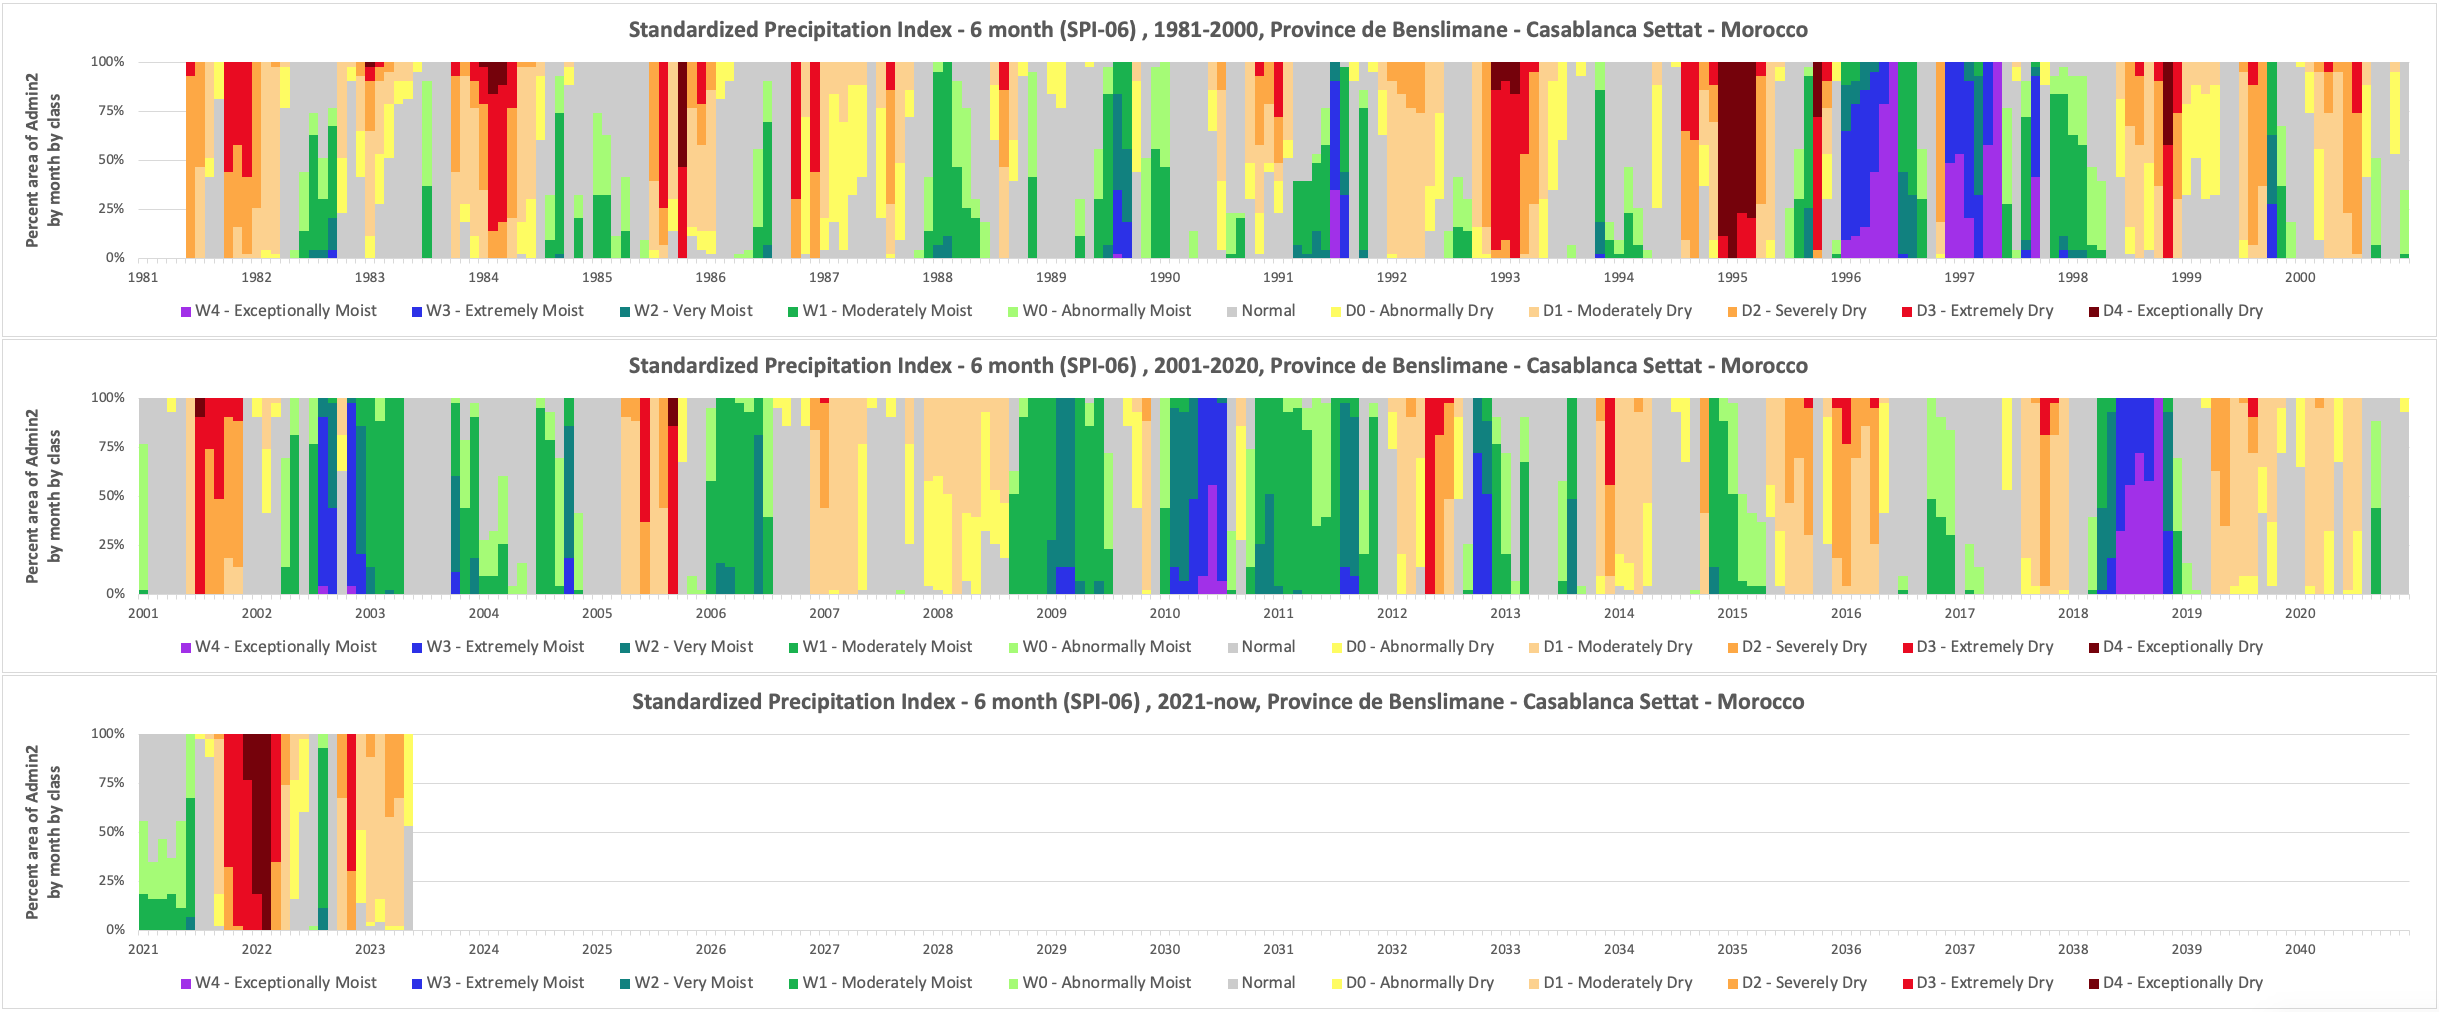 Standardized Precipitation Index - 6 month (SPI-06) , 1981-2000, Province de Benslimane - Casablanca Settat - Morocco
Percent area of Admin2
by month by class
100%
75%
50%
25%
0%
1981 1982 1983 1984 1985 1986 1987 1988 1989 1990 1991 1992 1993 1994 1995 1996 1997 1998 1999 2000
W4 - Exceptionally Moist W3 - Extremely Moist W2 - Very Moist W1 - Moderately Moist W0 - Abnormally Moist Normal D0 - Abnormally Dry D1 - Moderately Dry D2 - Severely Dry D3 - Extremely Dry D4 - Exceptionally Dry
Standardized Precipitation Index - 6 month (SPI-06) , 2001-2020, Province de Benslimane - Casablanca Settat - Morocco
Percent area of Admin2
by month by class
100%
75%
50%
25%
0%
2001 2002 2003 2004 2005 2006 2007 2008 2009 2010 2011 2012 2013 2014 2015 2016 2017 2018 2019 2020
W4 - Exceptionally Moist W3 - Extremely Moist W2 - Very Moist W1 - Moderately Moist W0 - Abnormally Moist Normal D0 - Abnormally Dry D1 - Moderately Dry D2 - Severely Dry D3 - Extremely Dry D4 - Exceptionally Dry
Standardized Precipitation Index - 6 month (SPI-06) , 2021-now, Province de Benslimane - Casablanca Settat - Morocco
Percent area of Admin2
by month by class
100%
75%
50%
25%
0%
2021 2022 2023 2024 2025 2026 2027 2028 2029 2030 2031 2032 2033 2034 2035 2036 2037 2038 2039 2040
W4 - Exceptionally Moist W3 - Extremely Moist W2 - Very Moist W1 - Moderately Moist W0 - Abnormally Moist Normal D0 - Abnormally Dry D1 - Moderately Dry D2 - Severely Dry D3 - Extremely Dry D4 - Exceptionally Dry